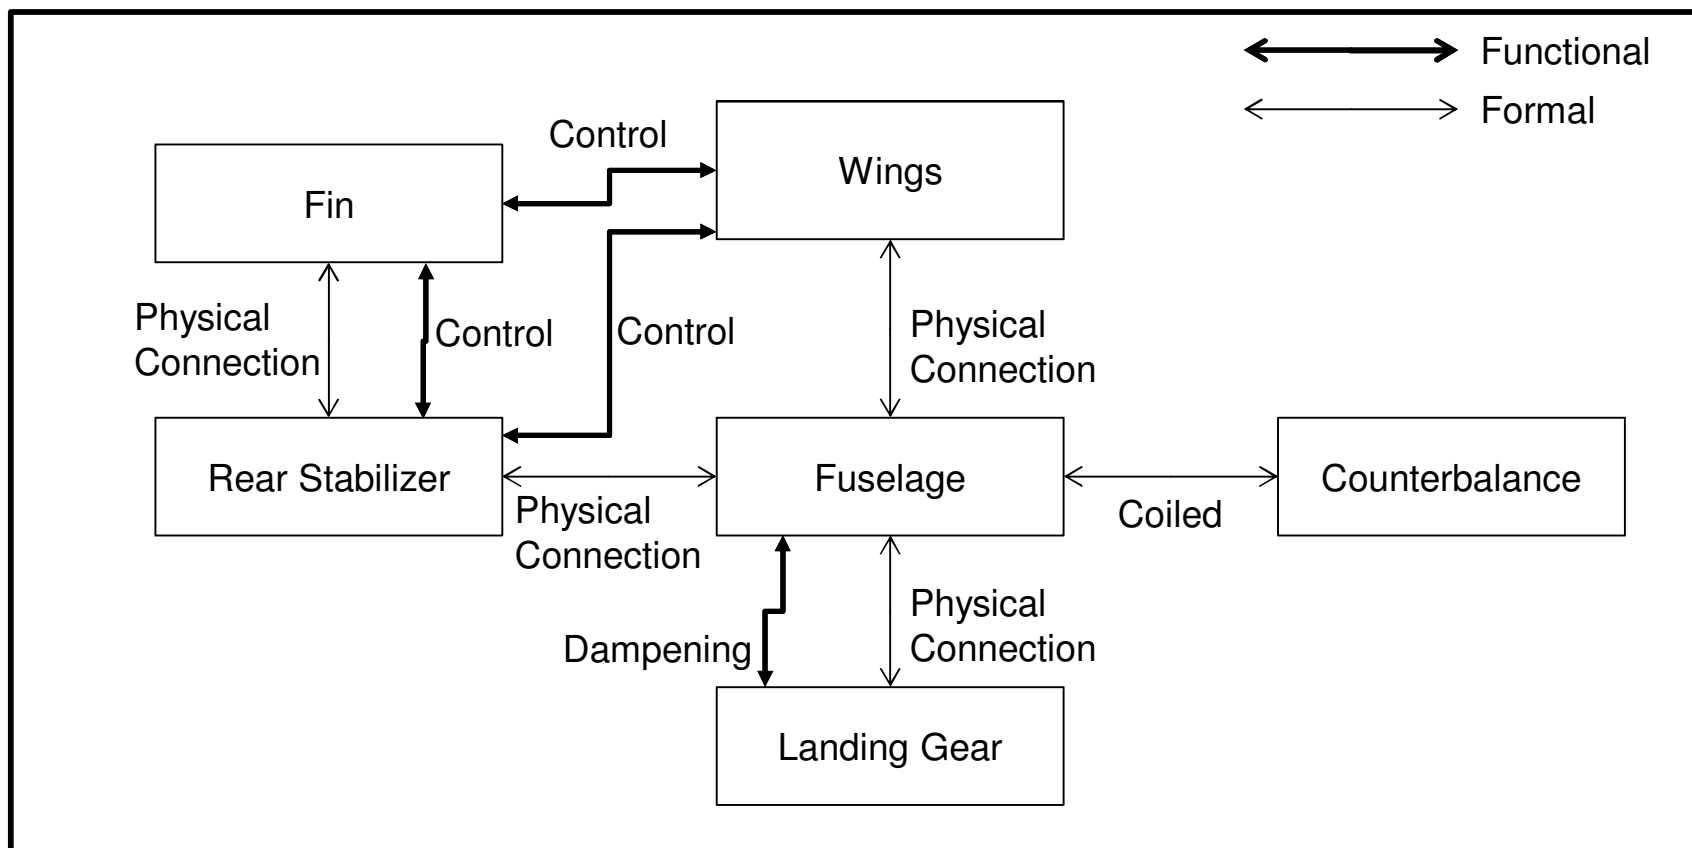 Functional
Formal
Control
Wings
Fin
Physical
Connection
Control
Control
Physical
Connection
Rear Stabilizer
Fuselage
Counterbalance
Physical
Connection
Coiled
Dampening
Physical
Connection
Landing Gear